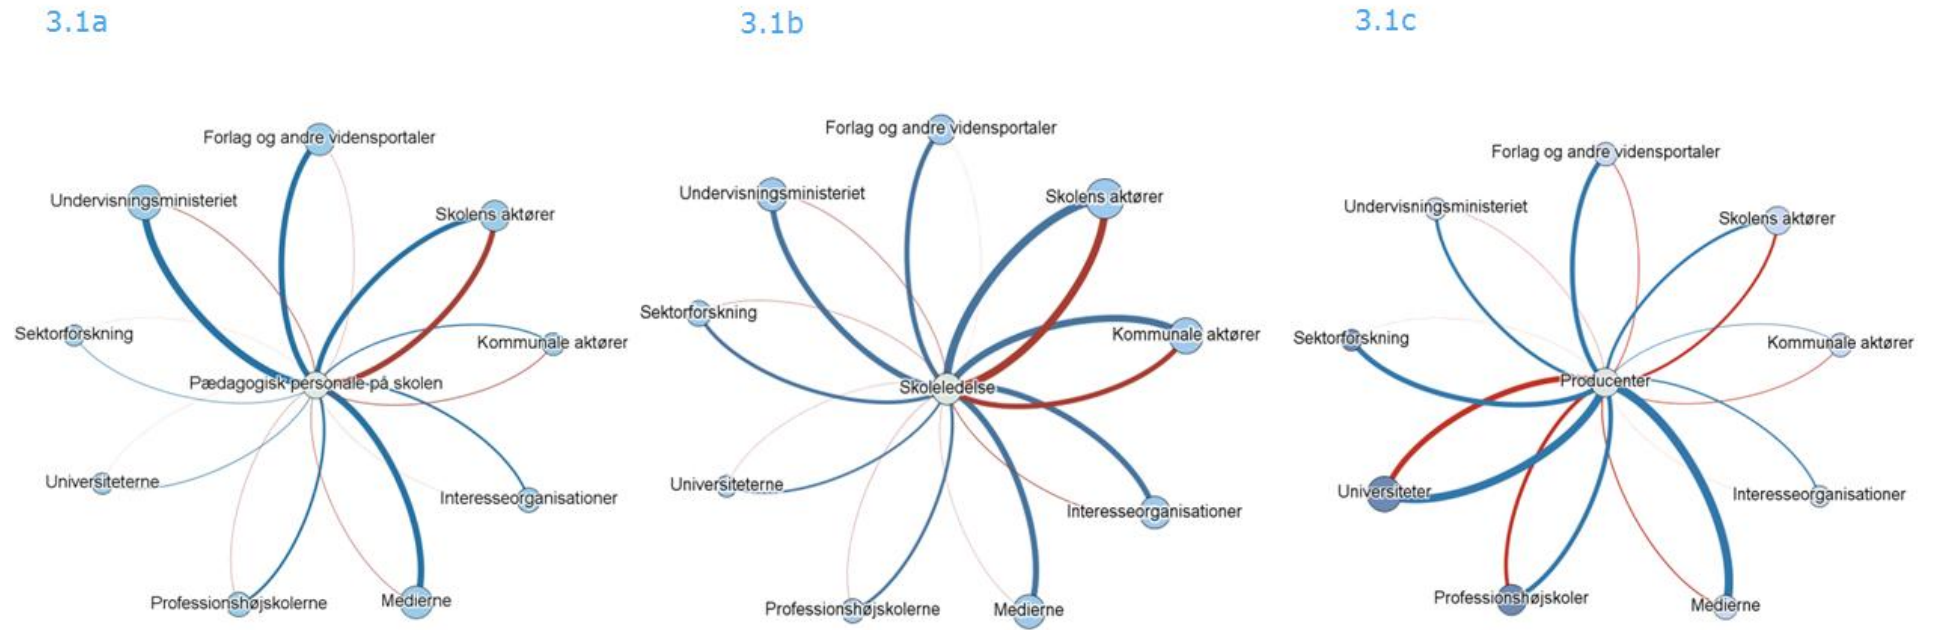 3.1a
Forlag og andre vidensportaler
Undervisningsministeriet
Skolens aktører
Sektorforskning
Kommunale aktører
Pædagogisk personale på skolen
Universiteterne
Interesseorganisationer
Professionshøjskolerne
Medierne
3.1b
Forlag og andre vidensportaler
Undervisningsministeriet
Skolens aktører
Sektorforskning
Kommunale aktører
Skoleledelse
Universiteterne
Interesseorganisationer
Professionshøjskolerne
Medierne
3.1c
Forlag og andre vidensportaler
Undervisningsministeriet
Skolens aktører
Sektorforskning
Kommunale aktører
Producenter
Universiteter
Interesseorganisationer
Professionshøjskoler
Medierne